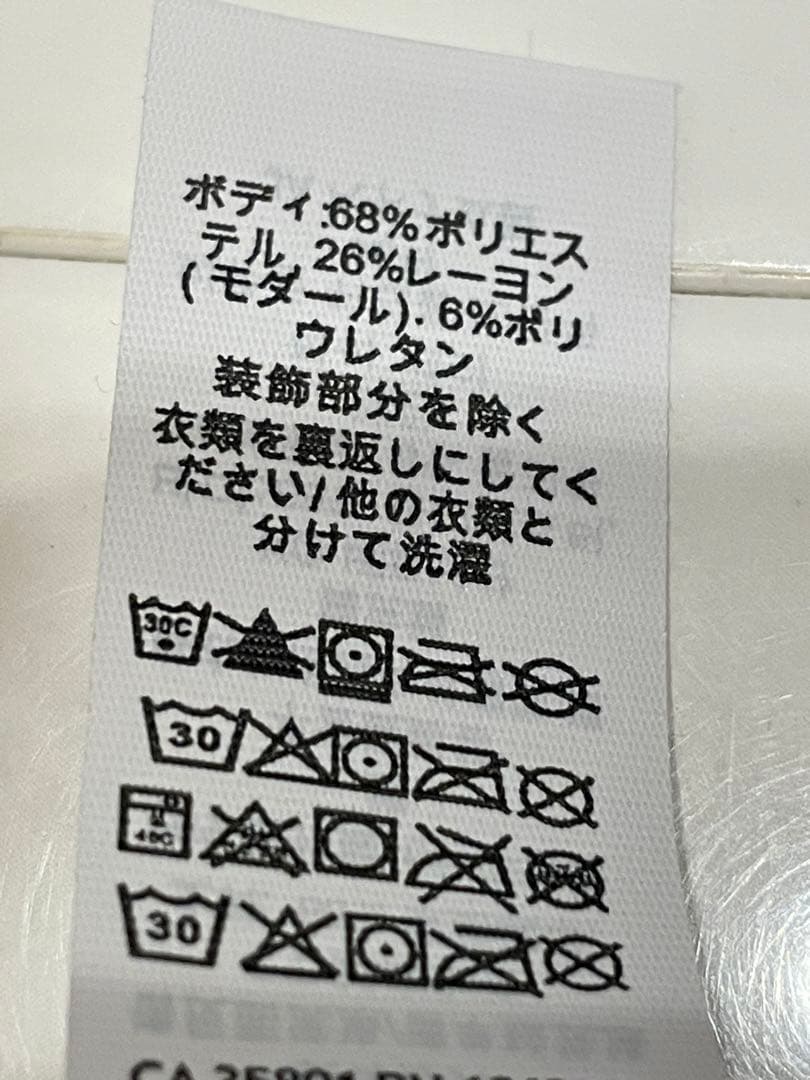 ボディ:68%ポリエス
テル, 26%レーヨン
(モダール). 6%ポリ
ウレタン
装飾部分を除く
衣類を裏返しにしてく
ださい/他の衣類と
分けて洗濯
30C
30
40C
30